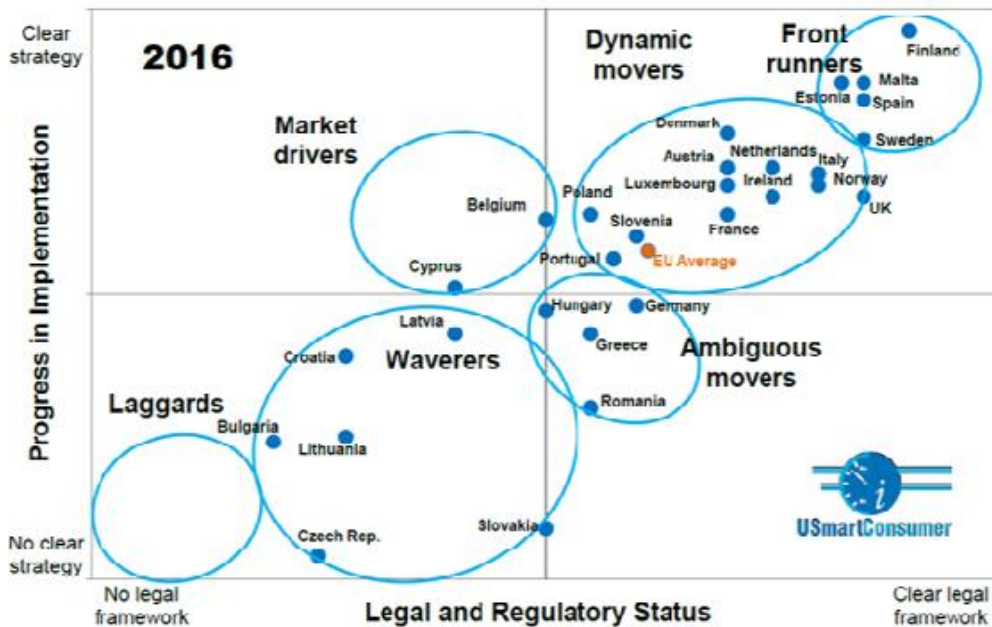 Clear
strategy
2016
Dynamic
movers
Front
runners
Finland
Malta
Estonia
Spain
Sweden
Market
drivers
Denmark
Austria
Netherlands
Italy
Luxembourg
Ireland
Norway
UK
Belgium
Poland
Slovenia
France
Portugal
EU Average
Cyprus
Hungary
Germany
Latvia
Greece
Croatia
Waverers
Ambiguous
movers
Romania
Laggards
Bulgaria
Lithuania
Slovakia
Czech Rep.
i
USmartConsumer
Progress in Implementation
No clear
strategy
No legal
framework
Legal and Regulatory Status
Clear legal
framework